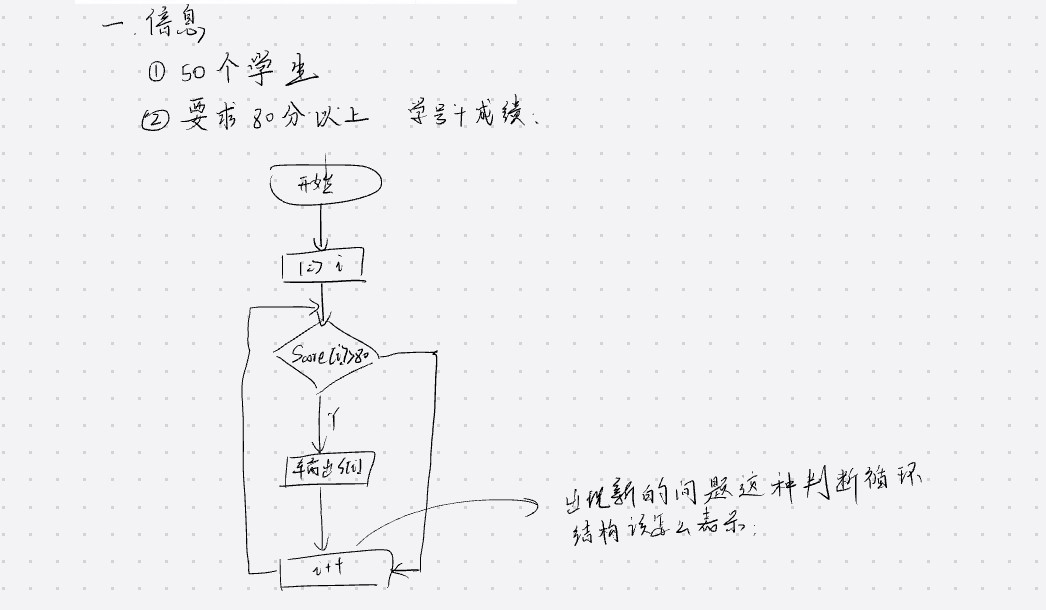 一.信息
① 50个学生
② 要求80分以上 学号+成绩.
开始
1=>i
Score[i]>80
Y
输出S[i]
i++
出现新的问题这种判断循环
结构该怎么表示.